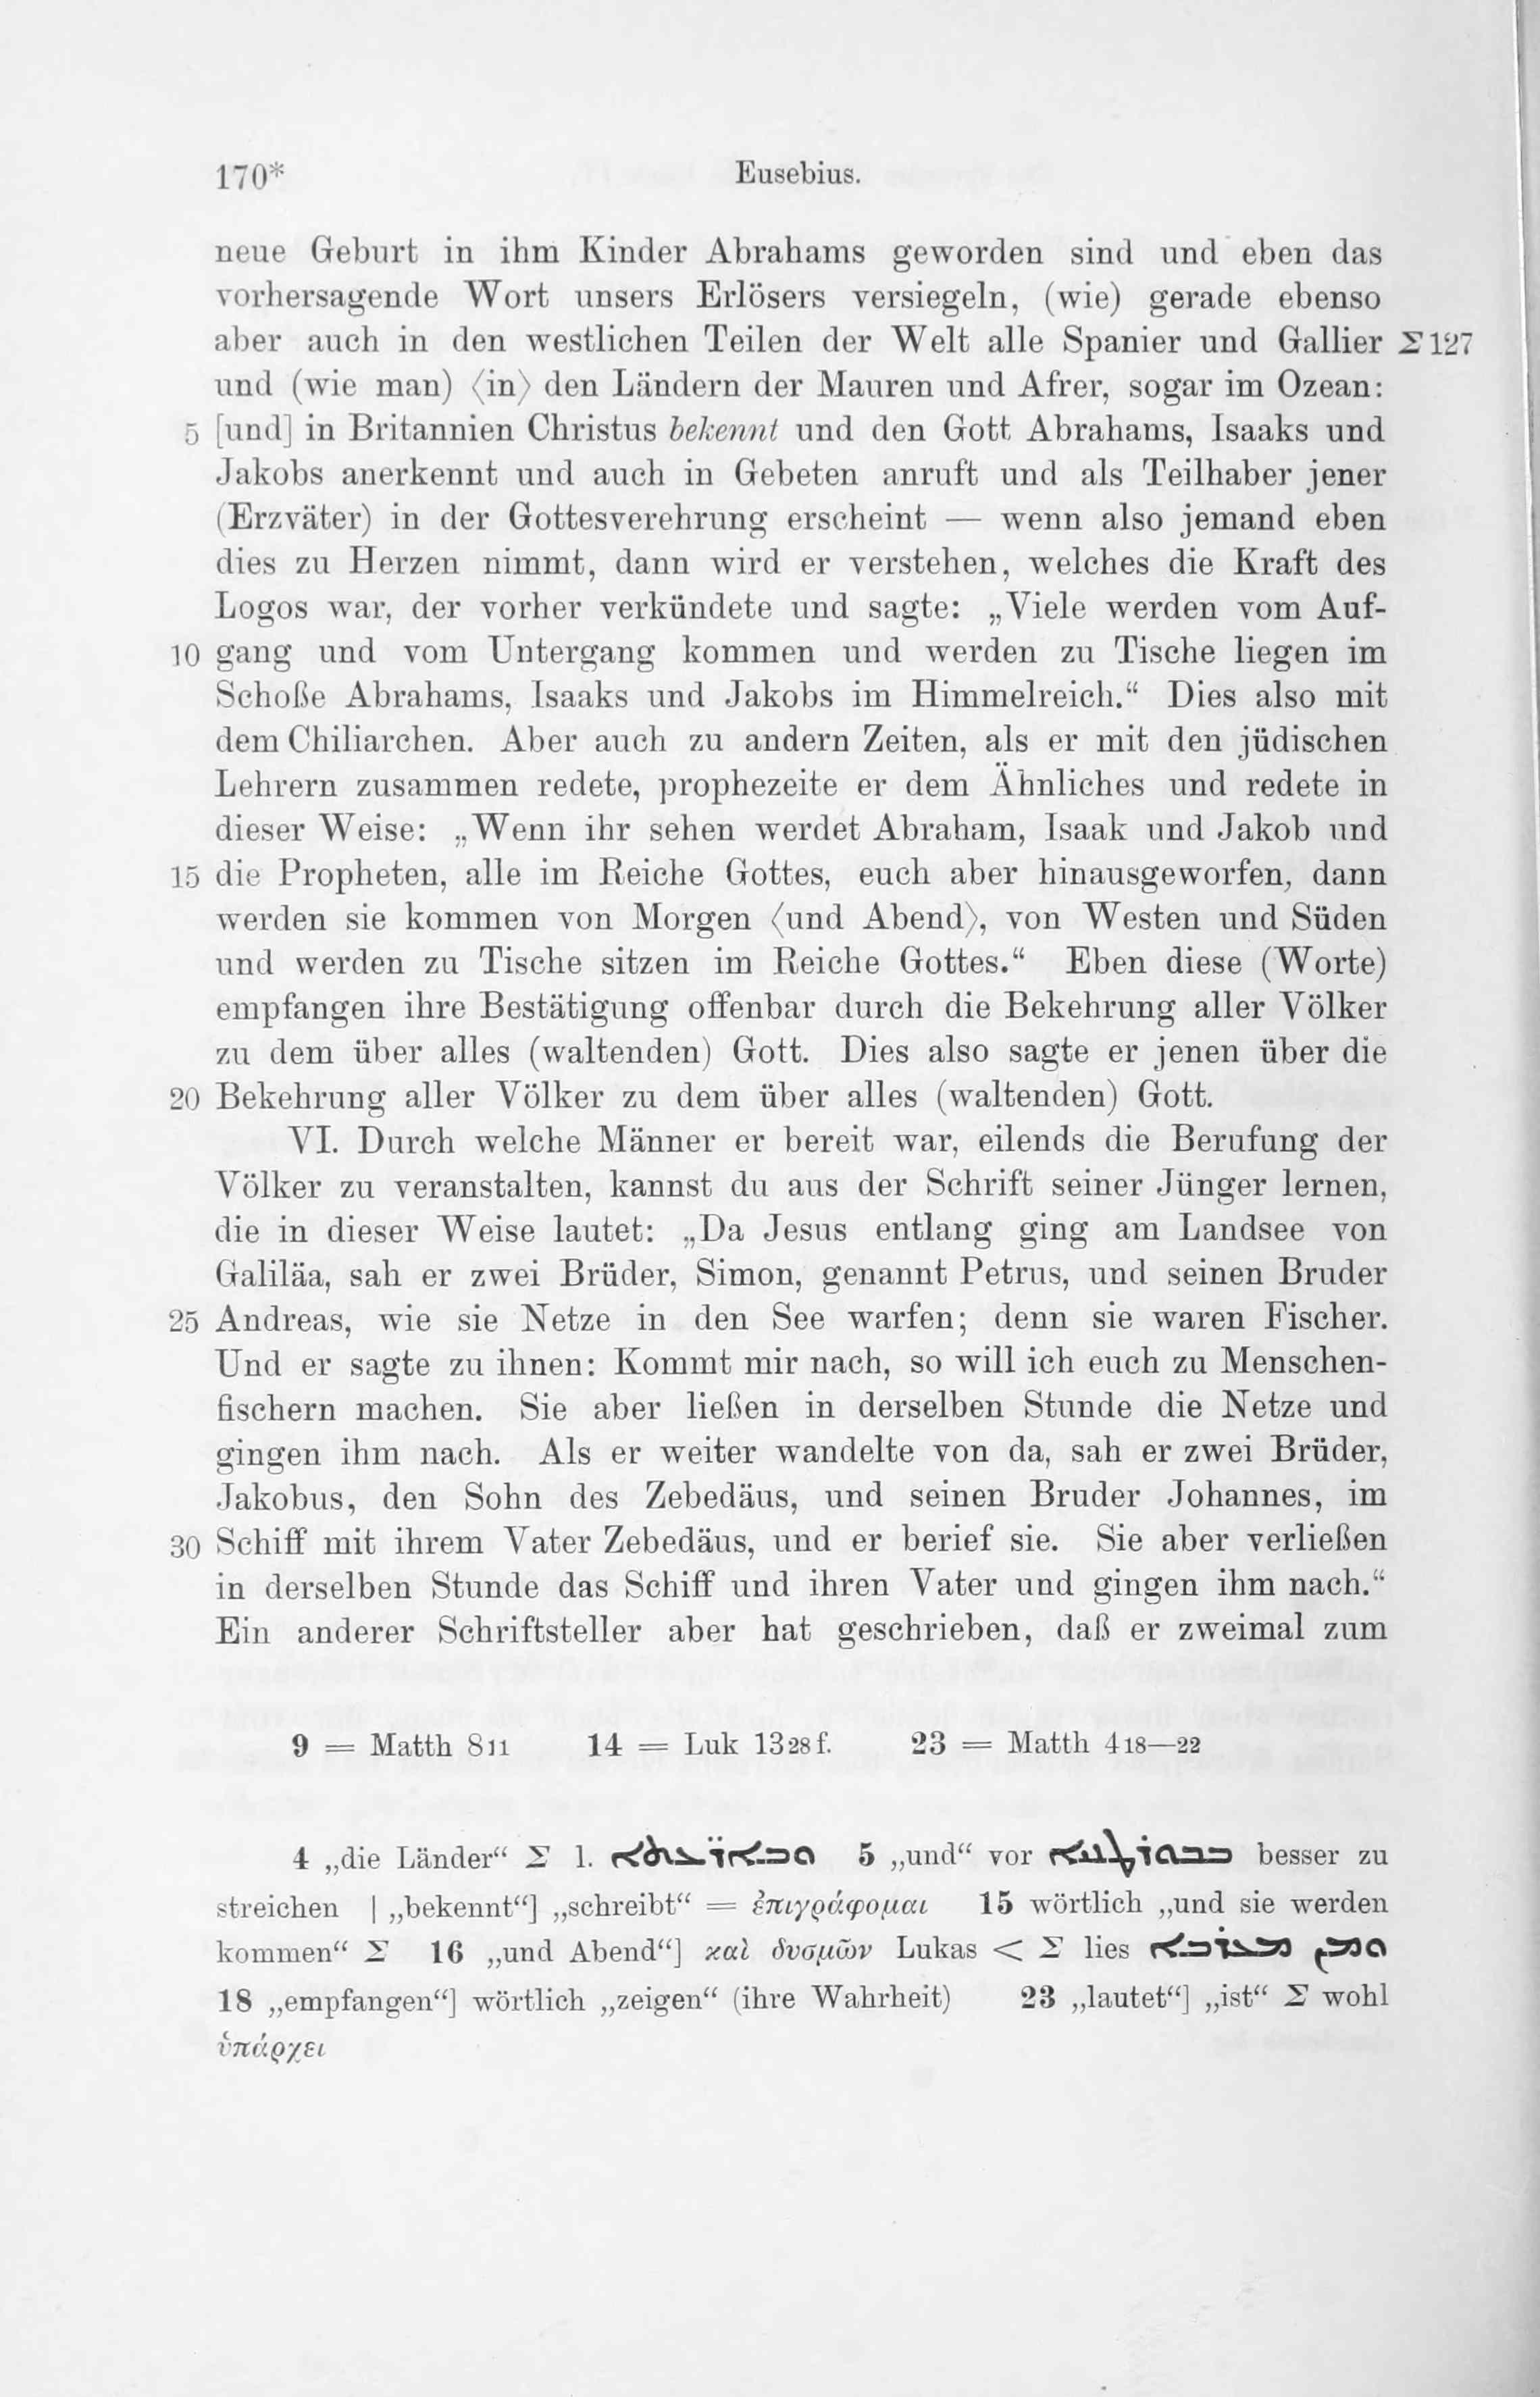 170* Eusebius.
neue Geburt in ihm Kinder Abrahams geworden sind und eben das
vorhersagende Wort unsers Erlösers versiegeln, (wie) gerade ebenso
aber auch in den westlichen Teilen der Welt alle Spanier und Gallier Σ 127
und (wie man) ⟨in⟩ den Ländern der Mauren und Afrer, sogar im Ozean:
5 [und] in Britannien Christus bekennt und den Gott Abrahams, Isaaks und
Jakobs anerkennt und auch in Gebeten anruft und als Teilhaber jener
(Erzväter) in der Gottesverehrung erscheint — wenn also jemand eben
dies zu Herzen nimmt, dann wird er verstehen, welches die Kraft des
Logos war, der vorher verkündete und sagte: „Viele werden vom Auf-
10 gang und vom Untergang kommen und werden zu Tische liegen im
Schoße Abrahams, Isaaks und Jakobs im Himmelreich.“ Dies also mit
dem Chiliarchen. Aber auch zu andern Zeiten, als er mit den jüdischen
Lehrern zusammen redete, prophezeite er dem Ähnliches und redete in
dieser Weise: „Wenn ihr sehen werdet Abraham, Isaak und Jakob und
15 die Propheten, alle im Reiche Gottes, euch aber hinausgeworfen, dann
werden sie kommen von Morgen ⟨und Abend⟩, von Westen und Süden
und werden zu Tische sitzen im Reiche Gottes.“ Eben diese (Worte)
empfangen ihre Bestätigung offenbar durch die Bekehrung aller Völker
zu dem über alles (waltenden) Gott. Dies also sagte er jenen über die
20 Bekehrung aller Völker zu dem über alles (waltenden) Gott.
VI. Durch welche Männer er bereit war, eilends die Berufung der
Völker zu veranstalten, kannst du aus der Schrift seiner Jünger lernen,
die in dieser Weise lautet: „Da Jesus entlang ging am Landsee von
Galiläa, sah er zwei Brüder, Simon, genannt Petrus, und seinen Bruder
25 Andreas, wie sie Netze in den See warfen; denn sie waren Fischer.
Und er sagte zu ihnen: Kommt mir nach, so will ich euch zu Menschen-
fischern machen. Sie aber ließen in derselben Stunde die Netze und
gingen ihm nach. Als er weiter wandelte von da, sah er zwei Brüder,
Jakobus, den Sohn des Zebedäus, und seinen Bruder Johannes, im
30 Schiff mit ihrem Vater Zebedäus, und er berief sie. Sie aber verließen
in derselben Stunde das Schiff und ihren Vater und gingen ihm nach.“
Ein anderer Schriftsteller aber hat geschrieben, daß er zweimal zum
9 = Matth 8 11 14 = Luk 13 28 f. 23 = Matth 4 18—22
4 „die Länder“ Σ l. ܘܒܐܪ̈ܥܬܐ 5 „und“ vor ܒܒܪܘܛܢܝܐ besser zu
streichen | „bekennt“] „schreibt“ = ἐπιγράφομαι 15 wörtlich „und sie werden
kommen“ Σ 16 „und Abend“] καὶ δυσμῶν Lukas < Σ lies ܘܡܢ ܡܥܪܒܐ
18 „empfangen“] wörtlich „zeigen“ (ihre Wahrheit) 23 „lautet“] „ist“ Σ wohl
ὑπάρχει